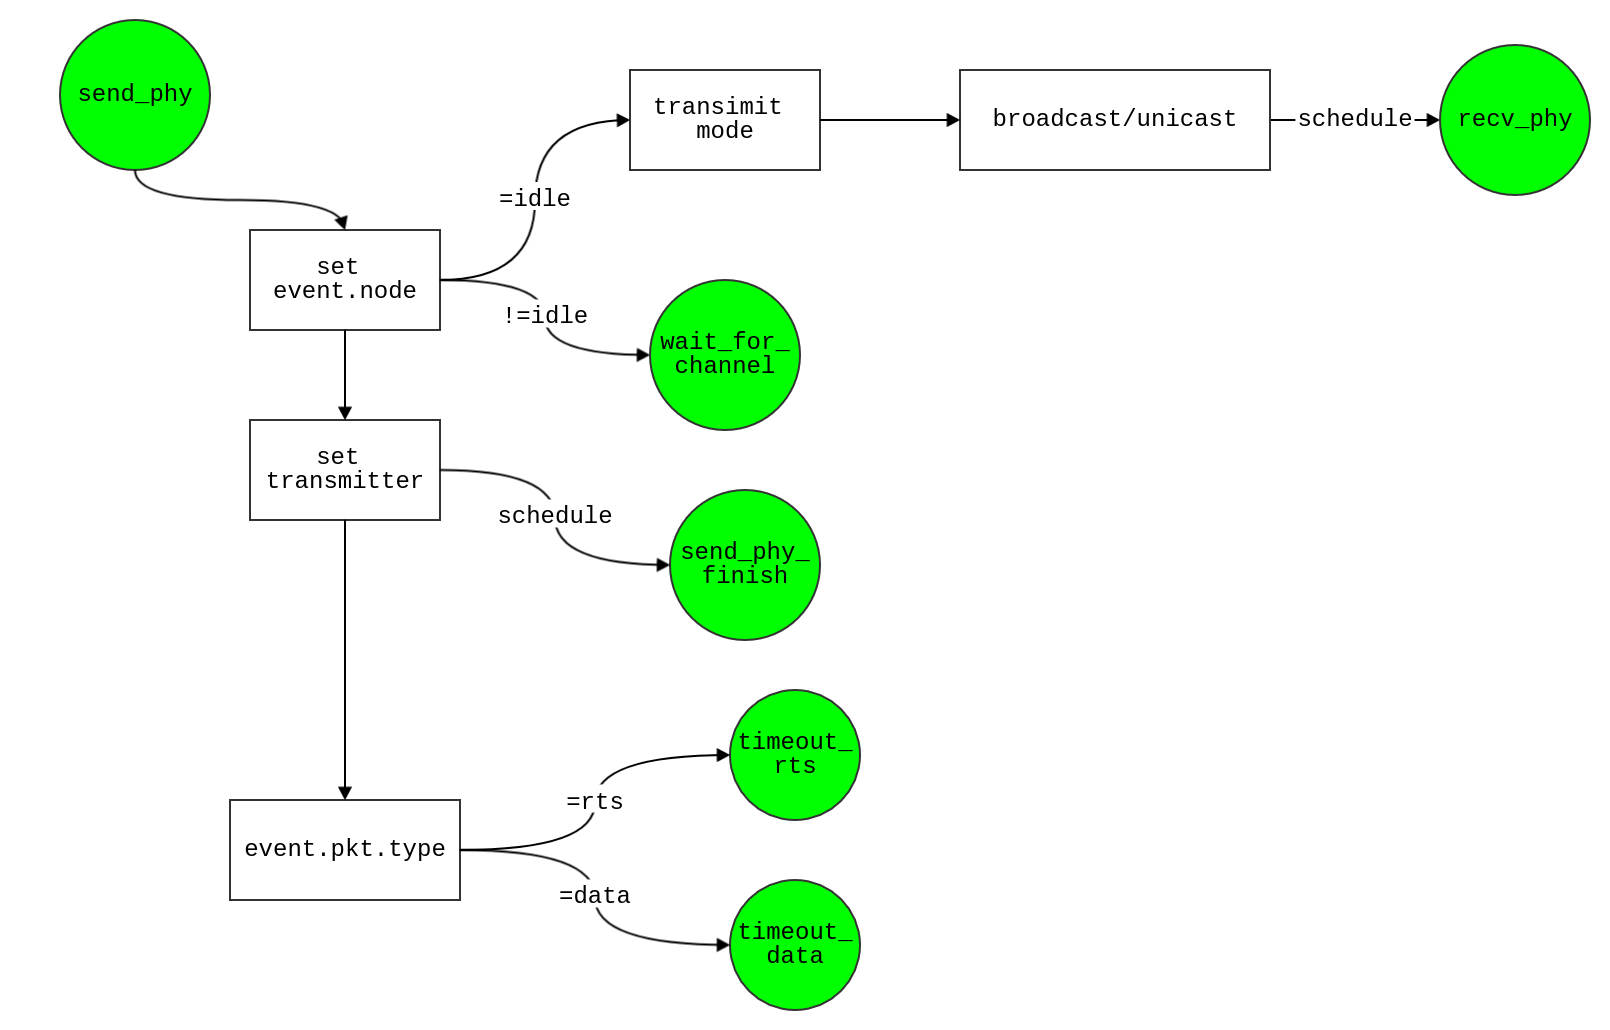 send_phy
transimit
mode
broadcast/unicast
schedule
recv_phy
=idle
set
event.node
!=idle
wait_for_
channel
set
transmitter
schedule
send_phy_
finish
timeout_
rts
=rts
event.pkt.type
=data
timeout_
data